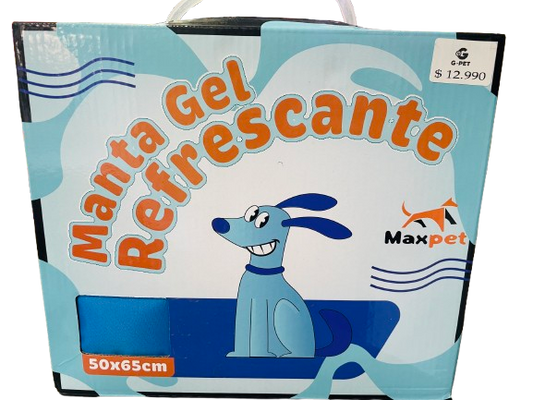 G-PET
$ 12.990
Manta Gel
Refrescante
Maxpet
50x65cm